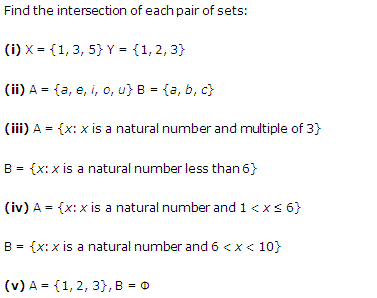 Find the intersection of each pair of sets:
(i) X = {1, 3, 5} Y = {1, 2, 3}
(ii) A = {a, e, i, o, u} B = {a, b, c}
(iii) A = {x: x is a natural number and multiple of 3}
B = {x: x is a natural number less than 6}
(iv) A = {x: x is a natural number and 1 < x ≤ 6}
B = {x: x is a natural number and 6 < x < 10}
(v) A = {1, 2, 3}, B = Φ